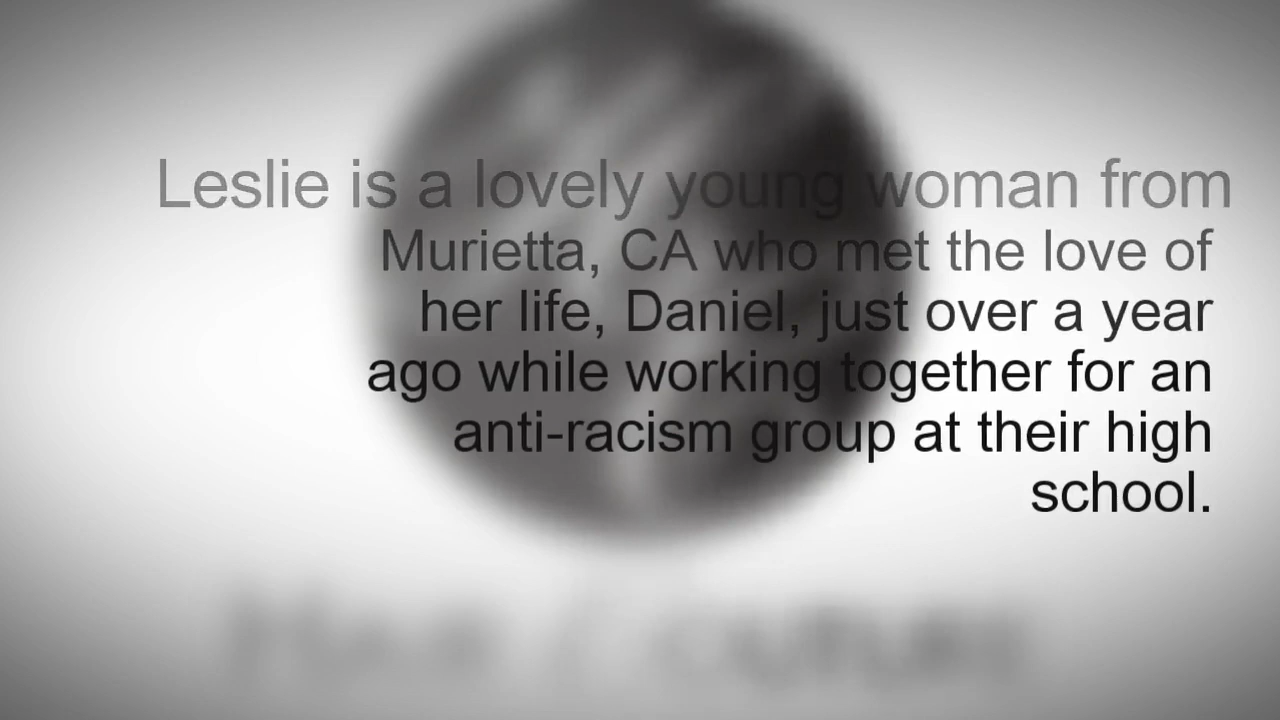 Leslie is a lovely young woman from
Murietta, CA who met the love of
her life, Daniel, just over a year
ago while working together for an
anti-racism group at their high
school.